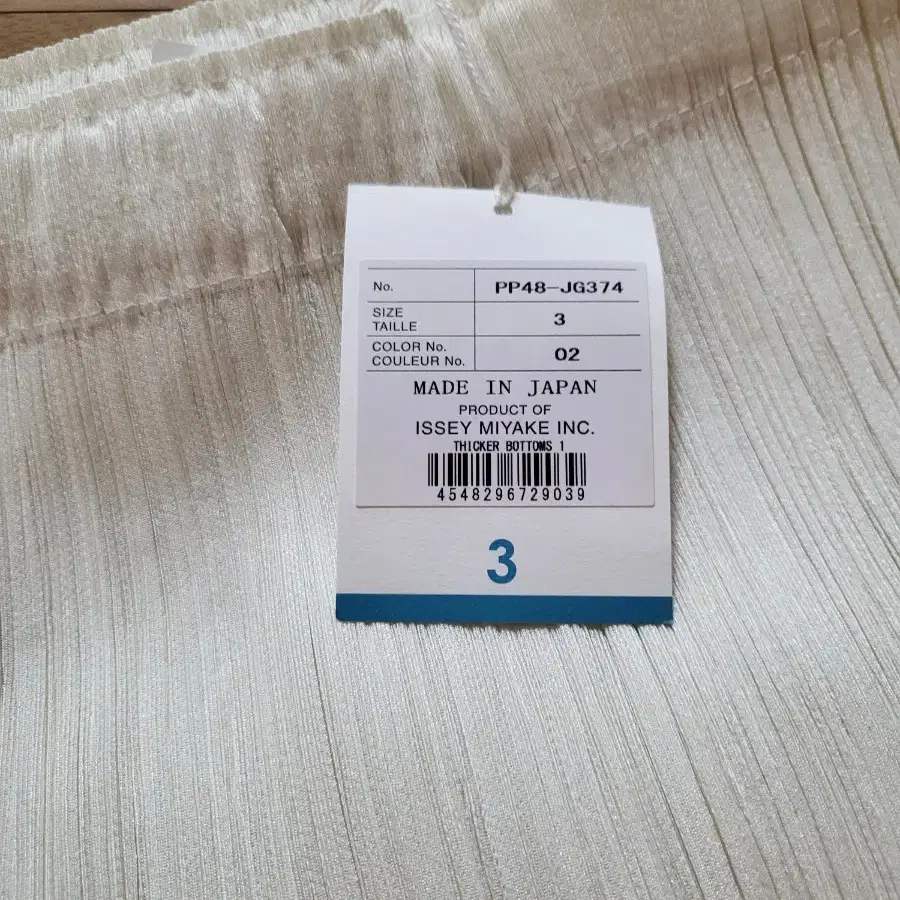 No. PP48-JG374
SIZE
TAILLE 3
COLOR No.
COULEUR No. 02
MADE IN JAPAN
PRODUCT OF
ISSEY MIYAKE INC.
THICKER BOTTOMS 1
4548296729039
3